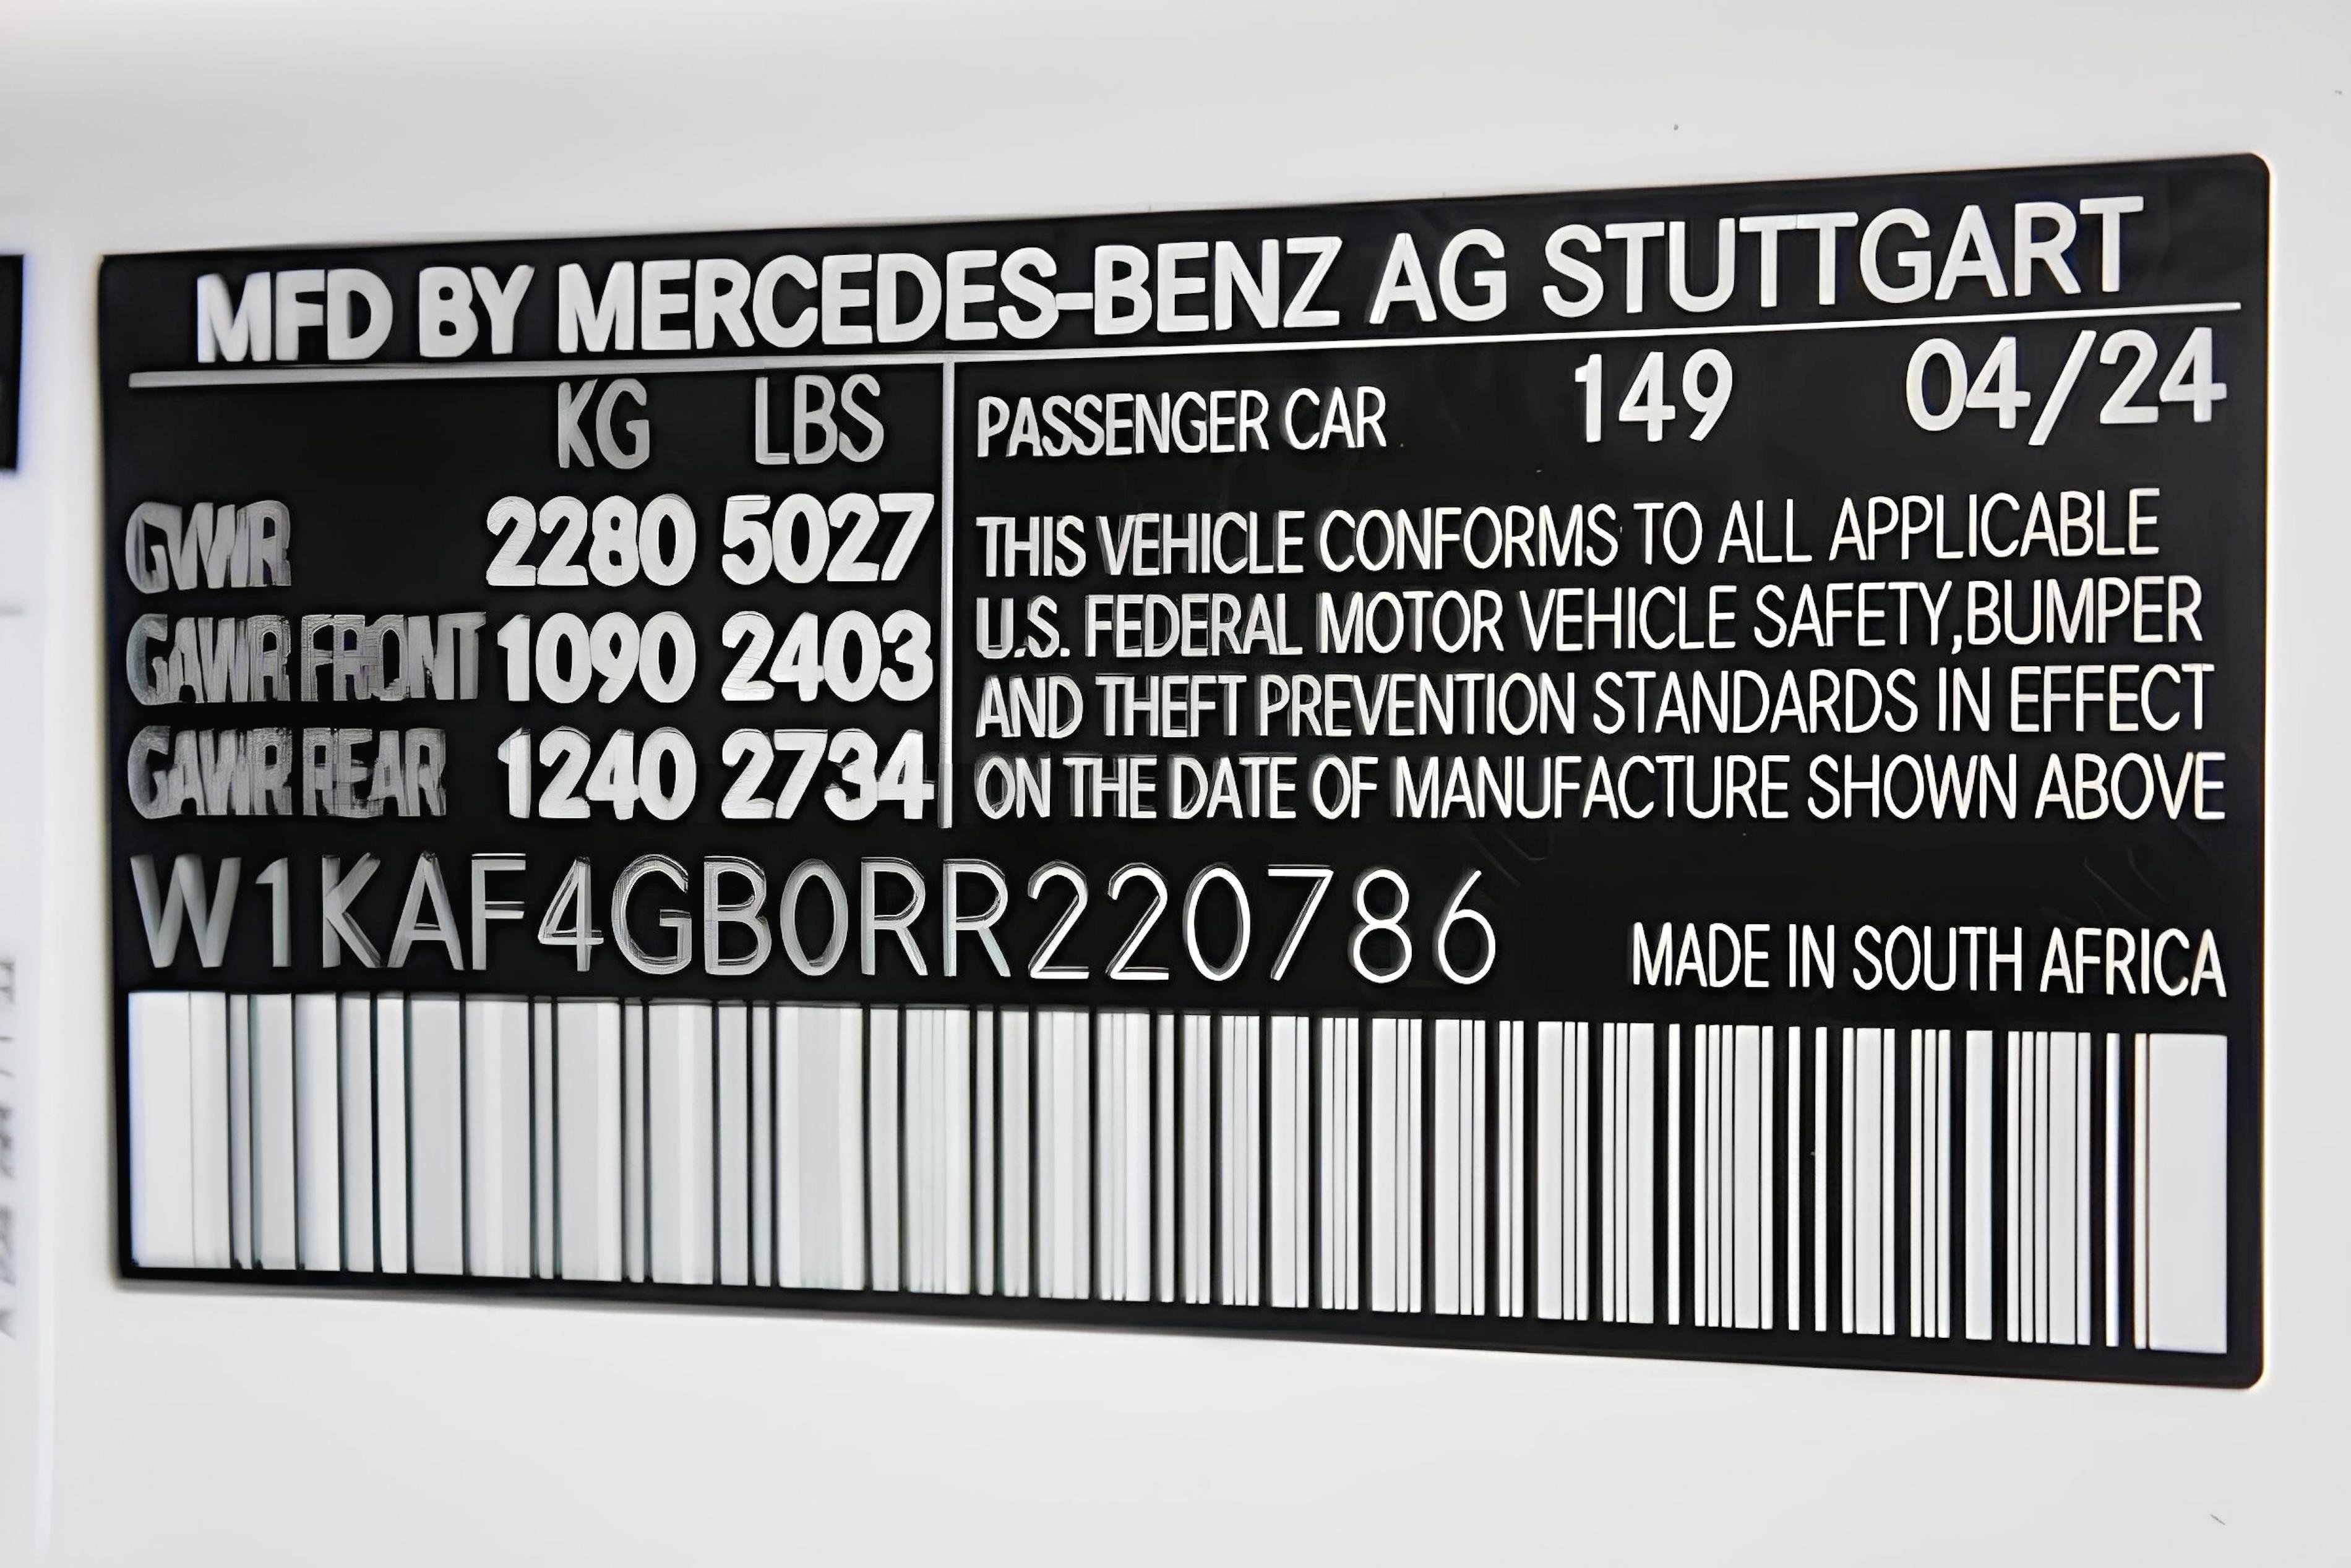 MFD BY MERCEDES-BENZ AG STUTTGART
KG LBS
GVWR 2280 5027
GAWR FRONT 1090 2403
GAWR REAR 1240 2734
PASSENGER CAR 149 04/24
THIS VEHICLE CONFORMS TO ALL APPLICABLE
U.S. FEDERAL MOTOR VEHICLE SAFETY,BUMPER
AND THEFT PREVENTION STANDARDS IN EFFECT
ON THE DATE OF MANUFACTURE SHOWN ABOVE
W1KAF4GB0RR220786
MADE IN SOUTH AFRICA